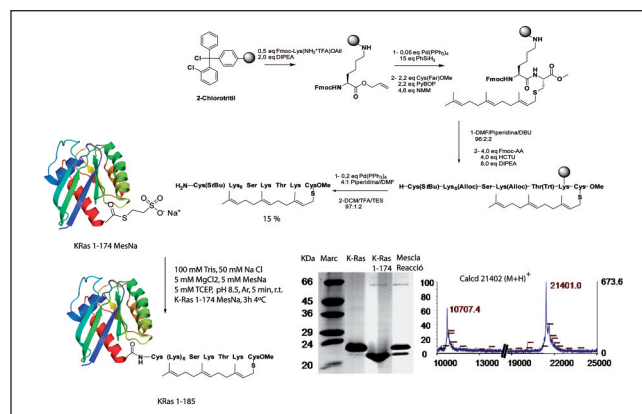 0,5 eq Fmoc-Lys(NH₃⁺TFA)OAll
2,0 eq DIPEA
Cl
Cl
2-Chlorotritil
NH
FmocHN
O
O
1- 0,05 eq Pd(PPh₃)₄
15 eq PhSiH₃
2- 2,2 eq Cys(Far)OMe
2,2 eq PyBOP
4,6 eq NMM
NH
O
FmocHN
N
H
O
O
S
1-DMF/Piperidina/DBU
96:2:2
2- 4,0 eq Fmoc-AA
4,0 eq HCTU
8,0 eq DIPEA
H-Cys(StBu)-Lys₆(Alloc)-Ser-Lys(Alloc)-Thr(Trt)-Lys-Cys-OMe
S
1- 0,2 eq Pd(PPh₃)₄
4:1 Piperidina/DMF
2-DCM/TFA/TES
97:1:2
H₂N-Cys(StBu) Lys₆ Ser Lys Thr Lys CysOMe
S
15 %
O
S
O
S
O
O⁻
Na⁺
KRas 1-174 MesNa
100 mM Tris, 50 mM Na Cl
5 mM MgCl2, 5 mM MesNa
5 mM TCEP, pH 8.5, Ar, 5 min, r.t.
K-Ras 1-174 MesNa, 3h 4ºC
O
N
H
Cys (Lys)₆ Ser Lys Thr Lys CysOMe
S
KRas 1-185
KDa Marc K-Ras K-Ras 1-174 Mescla Reacció
66
45
36
29
24
20
Calcd 21402 (M+H)⁺
100
80
60
40
20
0
10707.4
21401.0
673.6
10000
19000
22000
25000